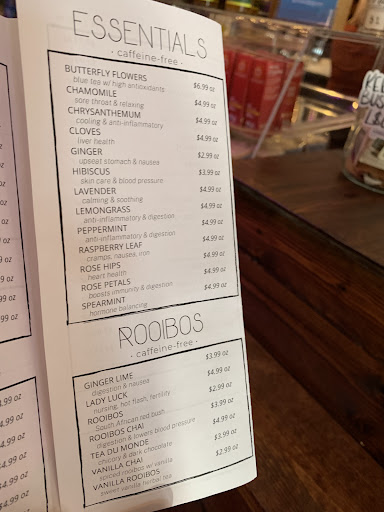 ESSENTIALS
· caffeine-free ·
BUTTERFLY FLOWERS $6.99 oz
blue tea w/ high antioxidants
CHAMOMILE $4.99 oz
sore throat & relaxing
CHRYSANTHEMUM $4.99 oz
cooling & anti-inflammatory
CLOVES $4.99 oz
liver health
GINGER $2.99 oz
upseat stomach & nausea
HIBISCUS $3.99 oz
skin care & blood pressure
LAVENDER $4.99 oz
calming & soothing
LEMONGRASS $4.99 oz
anti-inflammatory & digestion
PEPPERMINT $4.99 oz
anti-inflammatory & digestion
RASPBERRY LEAF $4.99 oz
cramps, nausea, iron
ROSE HIPS $4.99 oz
heart health
ROSE PETALS $4.99 oz
boosts immunity & digestion
SPEARMINT $4.99 oz
hormone balancing
ROOIBOS
· caffeine-free ·
GINGER LIME $3.99 oz
digestion & nausea
LADY LUCK $4.99 oz
nursing, hot flash, fertility
ROOIBOS $2.99 oz
South African red bush
ROOIBOS CHAI $3.99 oz
digestion & lowers blood pressure
TEA DU MONDE $4.99 oz
chicory & dark chocolate
VANILLA CHAI $3.99 oz
spiced rooibos w/ vanilla
VANILLA ROOIBOS $2.99 oz
sweet vanilla herbal tea